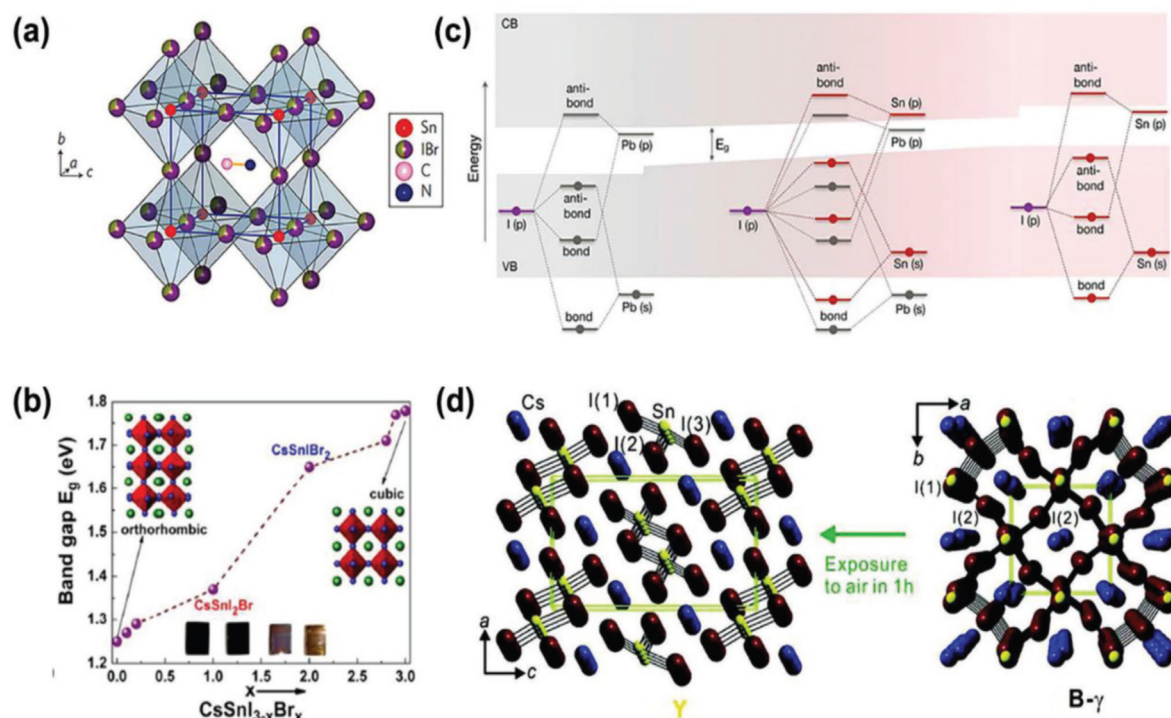 (a)
b
a
c
Sn
IBr
C
N
(c)
CB
Energy
VB
anti-
bond
Pb (p)
I (p)
anti-
bond
bond
Pb (s)
bond
E_g
anti-
bond
Sn (p)
Pb (p)
I (p)
Sn (s)
bond
Pb (s)
anti-
bond
Sn (p)
anti-
bond
I (p)
bond
Sn (s)
bond
(b)
Band gap E_g (eV)
1.8
1.7
1.6
1.5
1.4
1.3
1.2
CsSnIBr₂
cubic
orthorhombic
CsSnI₂Br
0.0 0.5 1.0 1.5 2.0 2.5 3.0
x
CsSnI₃₋ₓBrₓ
(d)
Cs
I(1)
Sn
I(3)
I(2)
a
c
Y
Exposure
to air in 1h
a
b
I(1)
I(2)
I(2)
B-γ